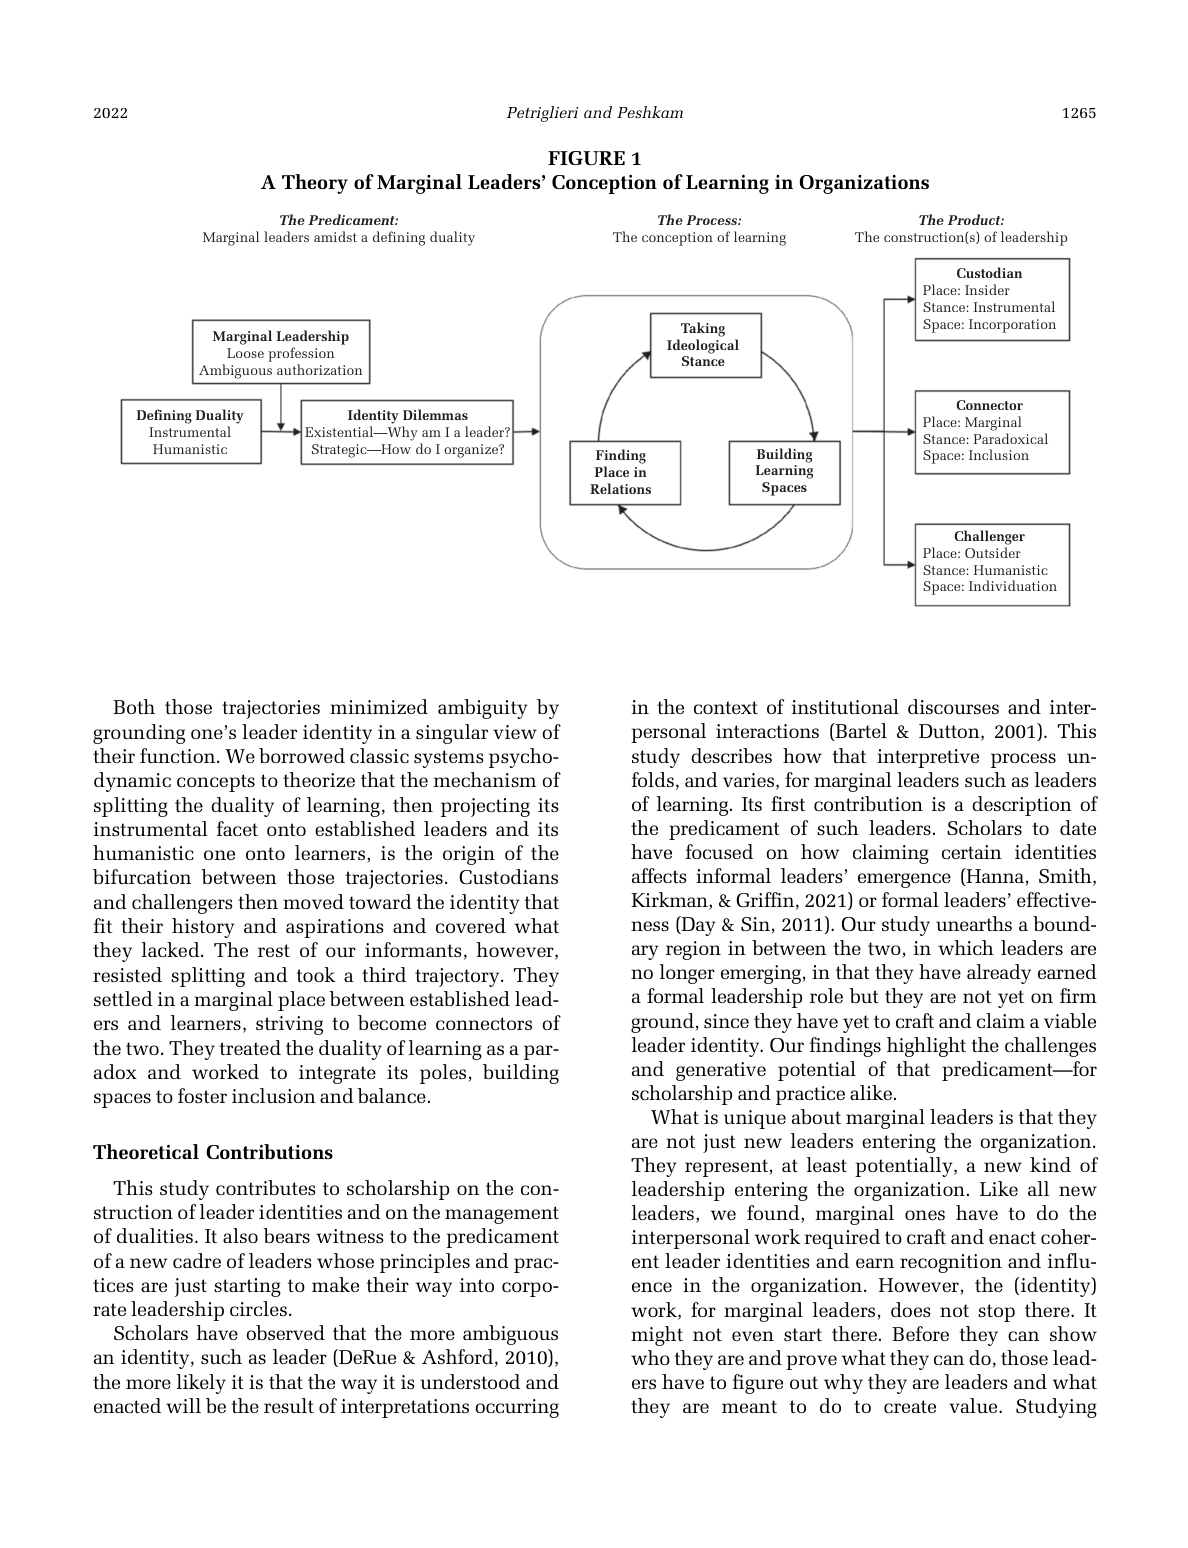 2022
Petriglieri and Peshkam
1265
FIGURE 1
A Theory of Marginal Leaders’ Conception of Learning in Organizations
The Predicament:
Marginal leaders amidst a defining duality
The Process:
The conception of learning
The Product:
The construction(s) of leadership
Marginal Leadership
Loose profession
Ambiguous authorization
Defining Duality
Instrumental
Humanistic
Identity Dilemmas
Existential—Why am I a leader?
Strategic—How do I organize?
Taking
Ideological
Stance
Finding
Place in
Relations
Building
Learning
Spaces
Custodian
Place: Insider
Stance: Instrumental
Space: Incorporation
Connector
Place: Marginal
Stance: Paradoxical
Space: Inclusion
Challenger
Place: Outsider
Stance: Humanistic
Space: Individuation
Both those trajectories minimized ambiguity by
grounding one’s leader identity in a singular view of
their function. We borrowed classic systems psycho-
dynamic concepts to theorize that the mechanism of
splitting the duality of learning, then projecting its
instrumental facet onto established leaders and its
humanistic one onto learners, is the origin of the
bifurcation between those trajectories. Custodians
and challengers then moved toward the identity that
fit their history and aspirations and covered what
they lacked. The rest of our informants, however,
resisted splitting and took a third trajectory. They
settled in a marginal place between established lead-
ers and learners, striving to become connectors of
the two. They treated the duality of learning as a par-
adox and worked to integrate its poles, building
spaces to foster inclusion and balance.
Theoretical Contributions
This study contributes to scholarship on the con-
struction of leader identities and on the management
of dualities. It also bears witness to the predicament
of a new cadre of leaders whose principles and prac-
tices are just starting to make their way into corpo-
rate leadership circles.
Scholars have observed that the more ambiguous
an identity, such as leader (DeRue & Ashford, 2010),
the more likely it is that the way it is understood and
enacted will be the result of interpretations occurring
in the context of institutional discourses and inter-
personal interactions (Bartel & Dutton, 2001). This
study describes how that interpretive process un-
folds, and varies, for marginal leaders such as leaders
of learning. Its first contribution is a description of
the predicament of such leaders. Scholars to date
have focused on how claiming certain identities
affects informal leaders’ emergence (Hanna, Smith,
Kirkman, & Griffin, 2021) or formal leaders’ effective-
ness (Day & Sin, 2011). Our study unearths a bound-
ary region in between the two, in which leaders are
no longer emerging, in that they have already earned
a formal leadership role but they are not yet on firm
ground, since they have yet to craft and claim a viable
leader identity. Our findings highlight the challenges
and generative potential of that predicament—for
scholarship and practice alike.
What is unique about marginal leaders is that they
are not just new leaders entering the organization.
They represent, at least potentially, a new kind of
leadership entering the organization. Like all new
leaders, we found, marginal ones have to do the
interpersonal work required to craft and enact coher-
ent leader identities and earn recognition and influ-
ence in the organization. However, the (identity)
work, for marginal leaders, does not stop there. It
might not even start there. Before they can show
who they are and prove what they can do, those lead-
ers have to figure out why they are leaders and what
they are meant to do to create value. Studying